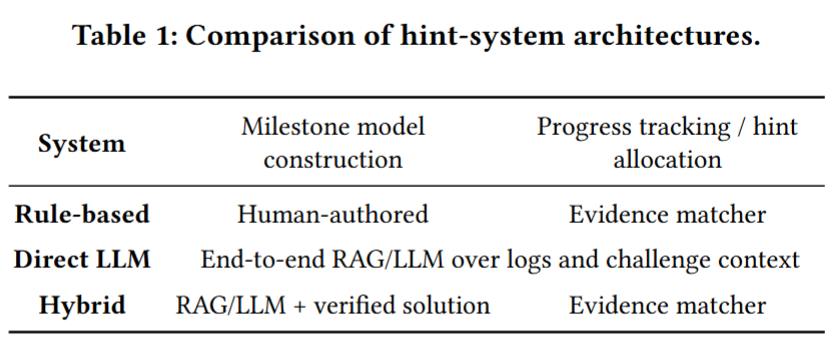 Table 1: Comparison of hint-system architectures.
System Milestone model construction Progress tracking / hint allocation
Rule-based Human-authored Evidence matcher
Direct LLM End-to-end RAG/LLM over logs and challenge context
Hybrid RAG/LLM + verified solution Evidence matcher